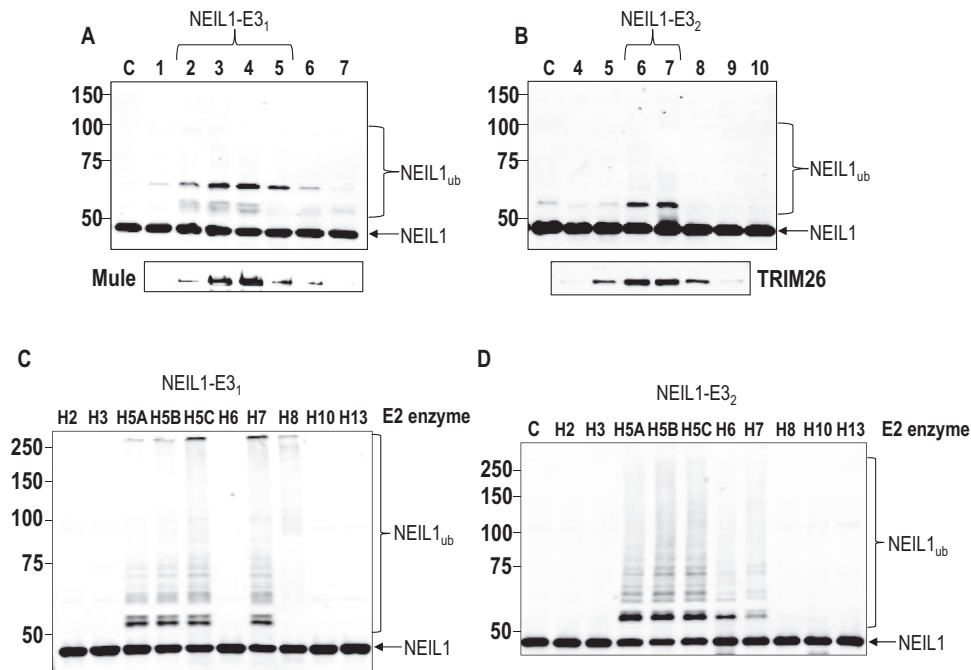 A
NEIL1-E3₁
C 1 2 3 4 5 6 7
150
100
75
50
NEIL1ub
NEIL1
Mule
B
NEIL1-E3₂
C 4 5 6 7 8 9 10
150
100
75
50
NEIL1ub
NEIL1
TRIM26
C
NEIL1-E3₁
H2 H3 H5A H5B H5C H6 H7 H8 H10 H13 E2 enzyme
250
150
100
75
50
NEIL1ub
NEIL1
D
NEIL1-E3₂
C H2 H3 H5A H5B H5C H6 H7 H8 H10 H13 E2 enzyme
250
150
100
75
50
NEIL1ub
NEIL1